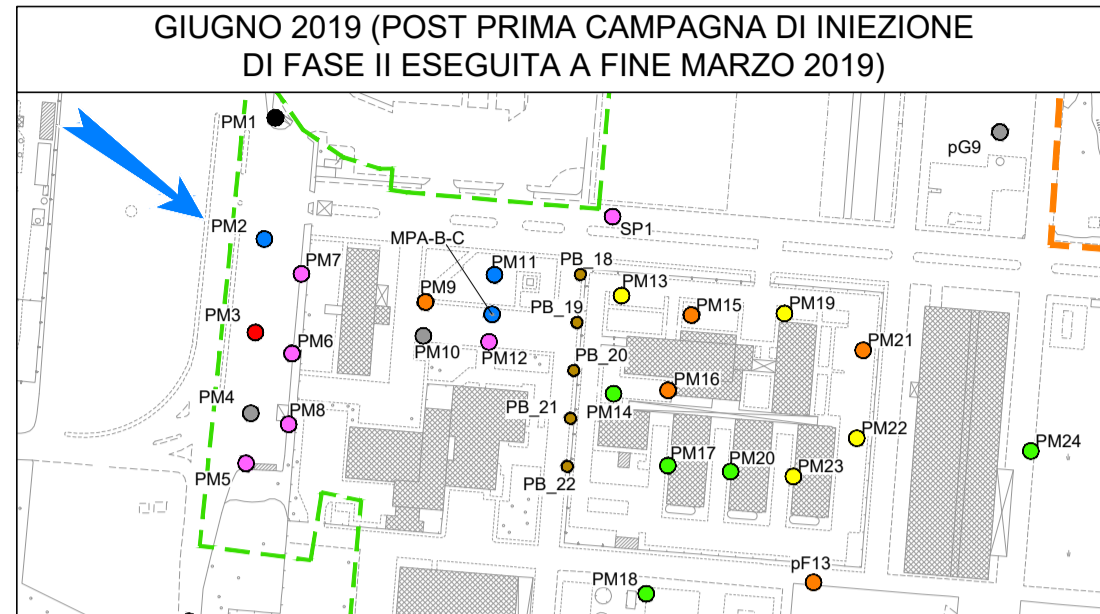 GIUGNO 2019 (POST PRIMA CAMPAGNA DI INIEZIONE
DI FASE II ESEGUITA A FINE MARZO 2019)
PM1
pG9
PM2
SP1
MPA-B-C
PM7
PM11
PB_18
PM9
PM13
PM15
PM19
PM3
PB_19
PM6
PM10
PM12
PM21
PB_20
PM16
PM4
PM8
PB_21
PM14
PM22
PM24
PM5
PB_22
PM17
PM20
PM23
pF13
PM18